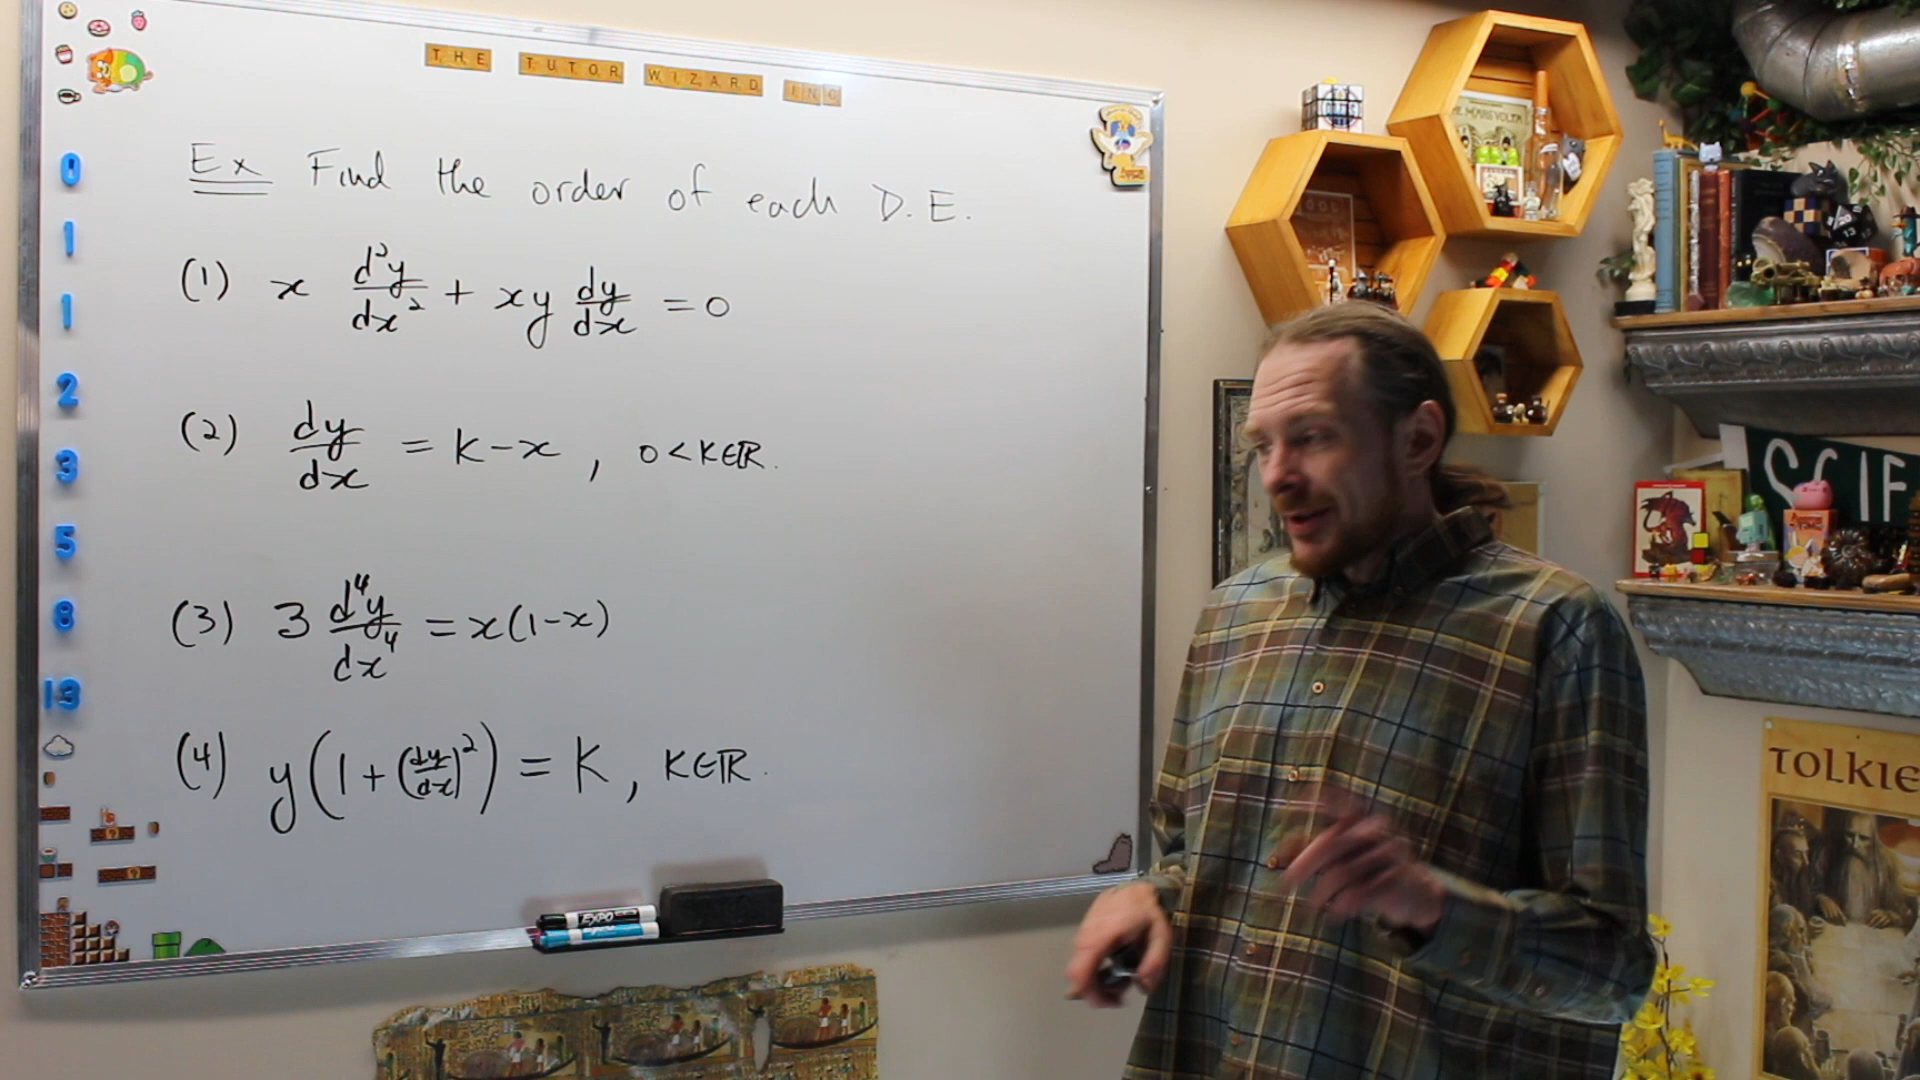 THE TUTOR WIZARD INC
Ex Find the order of each D.E.
(1) x d²y/dx² + xy dy/dx = 0
(2) dy/dx = k-x , 0<k∈ℝ.
(3) 3 d⁴y/dx⁴ = x(1-x)
(4) y(1+(dy/dx)²) = K, K∈ℝ.
0
1
1
2
3
5
8
13
EXPO
SCIF
TOLKIE